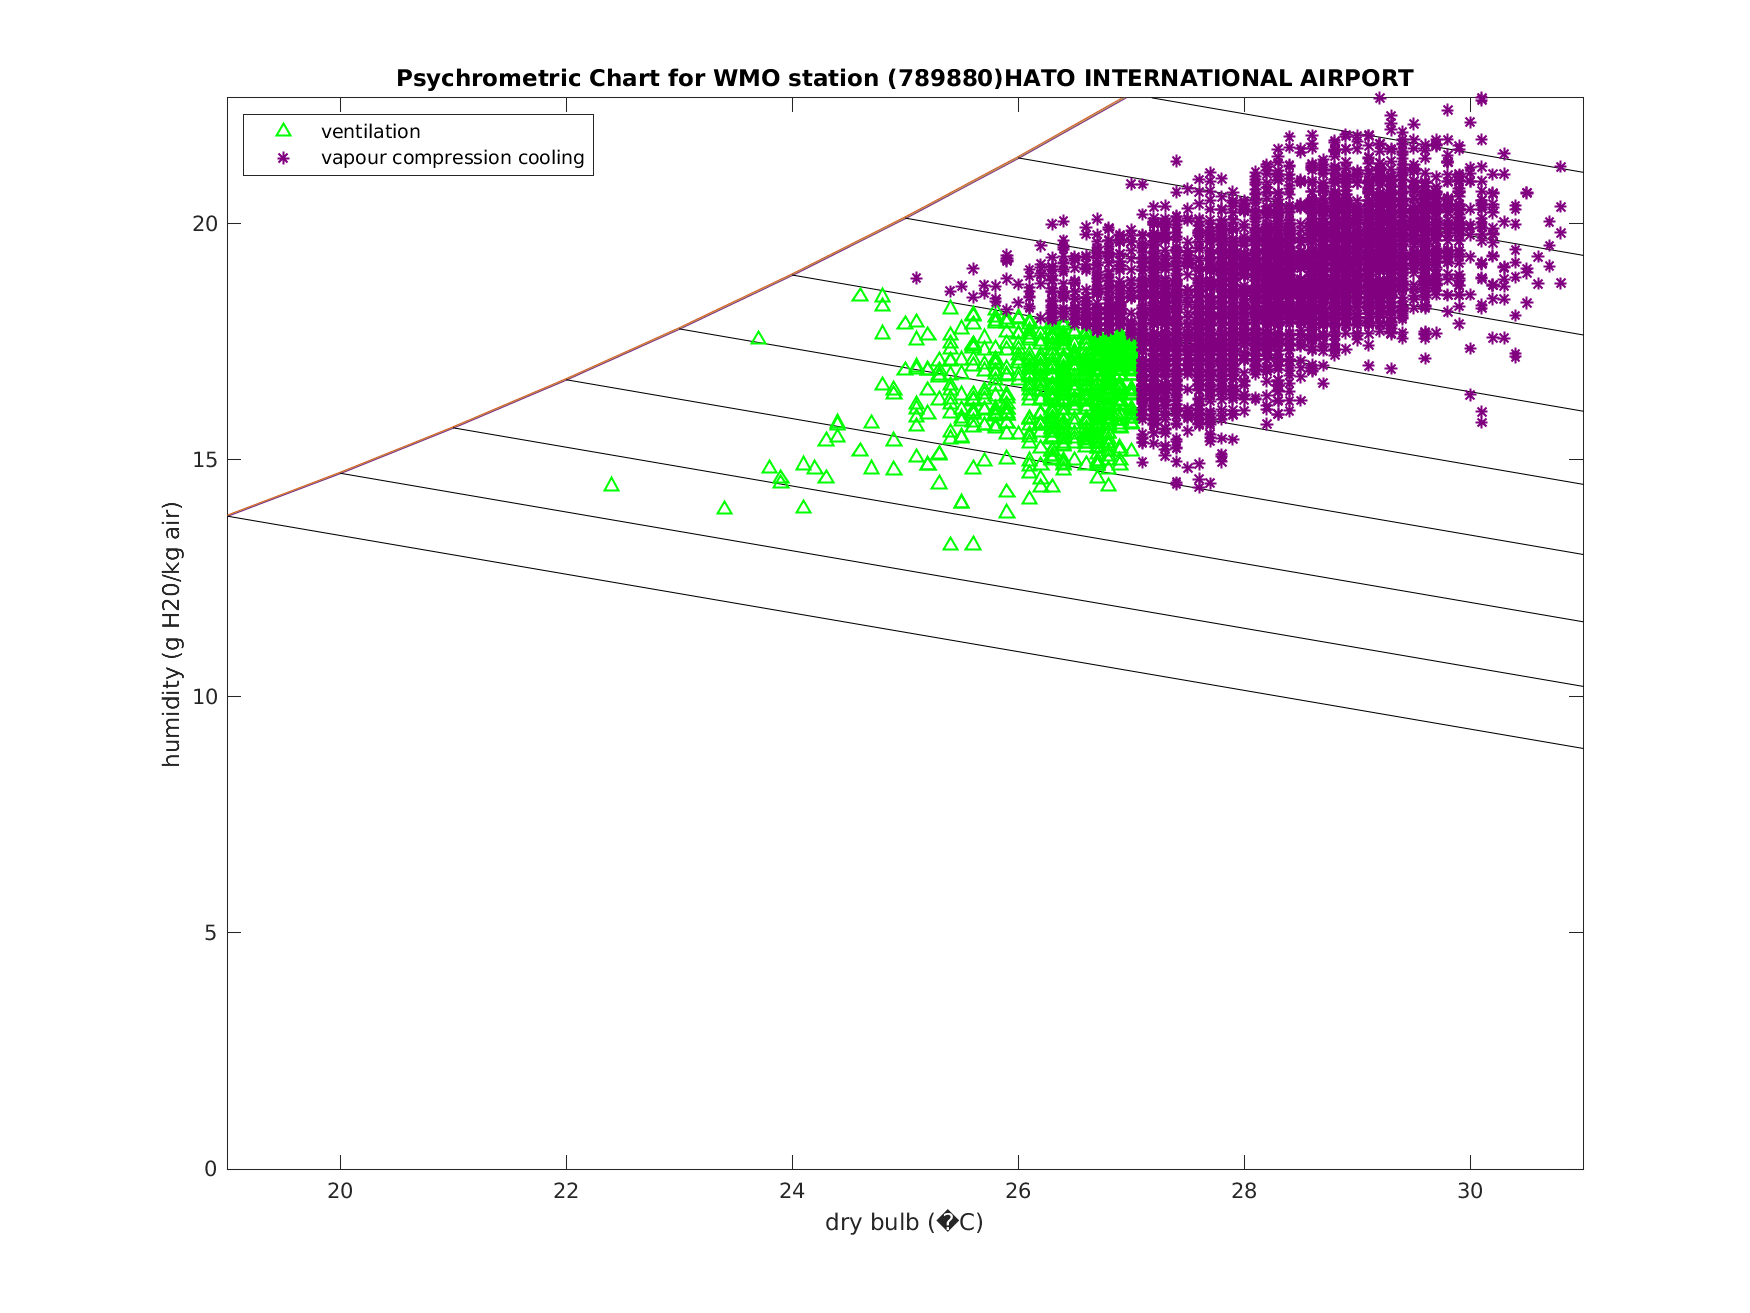 Psychrometric Chart for WMO station (789880)HATO INTERNATIONAL AIRPORT
ventilation
vapour compression cooling
humidity (g H20/kg air)
20
15
10
5
0
20 22 24 26 28 30
dry bulb (�C)